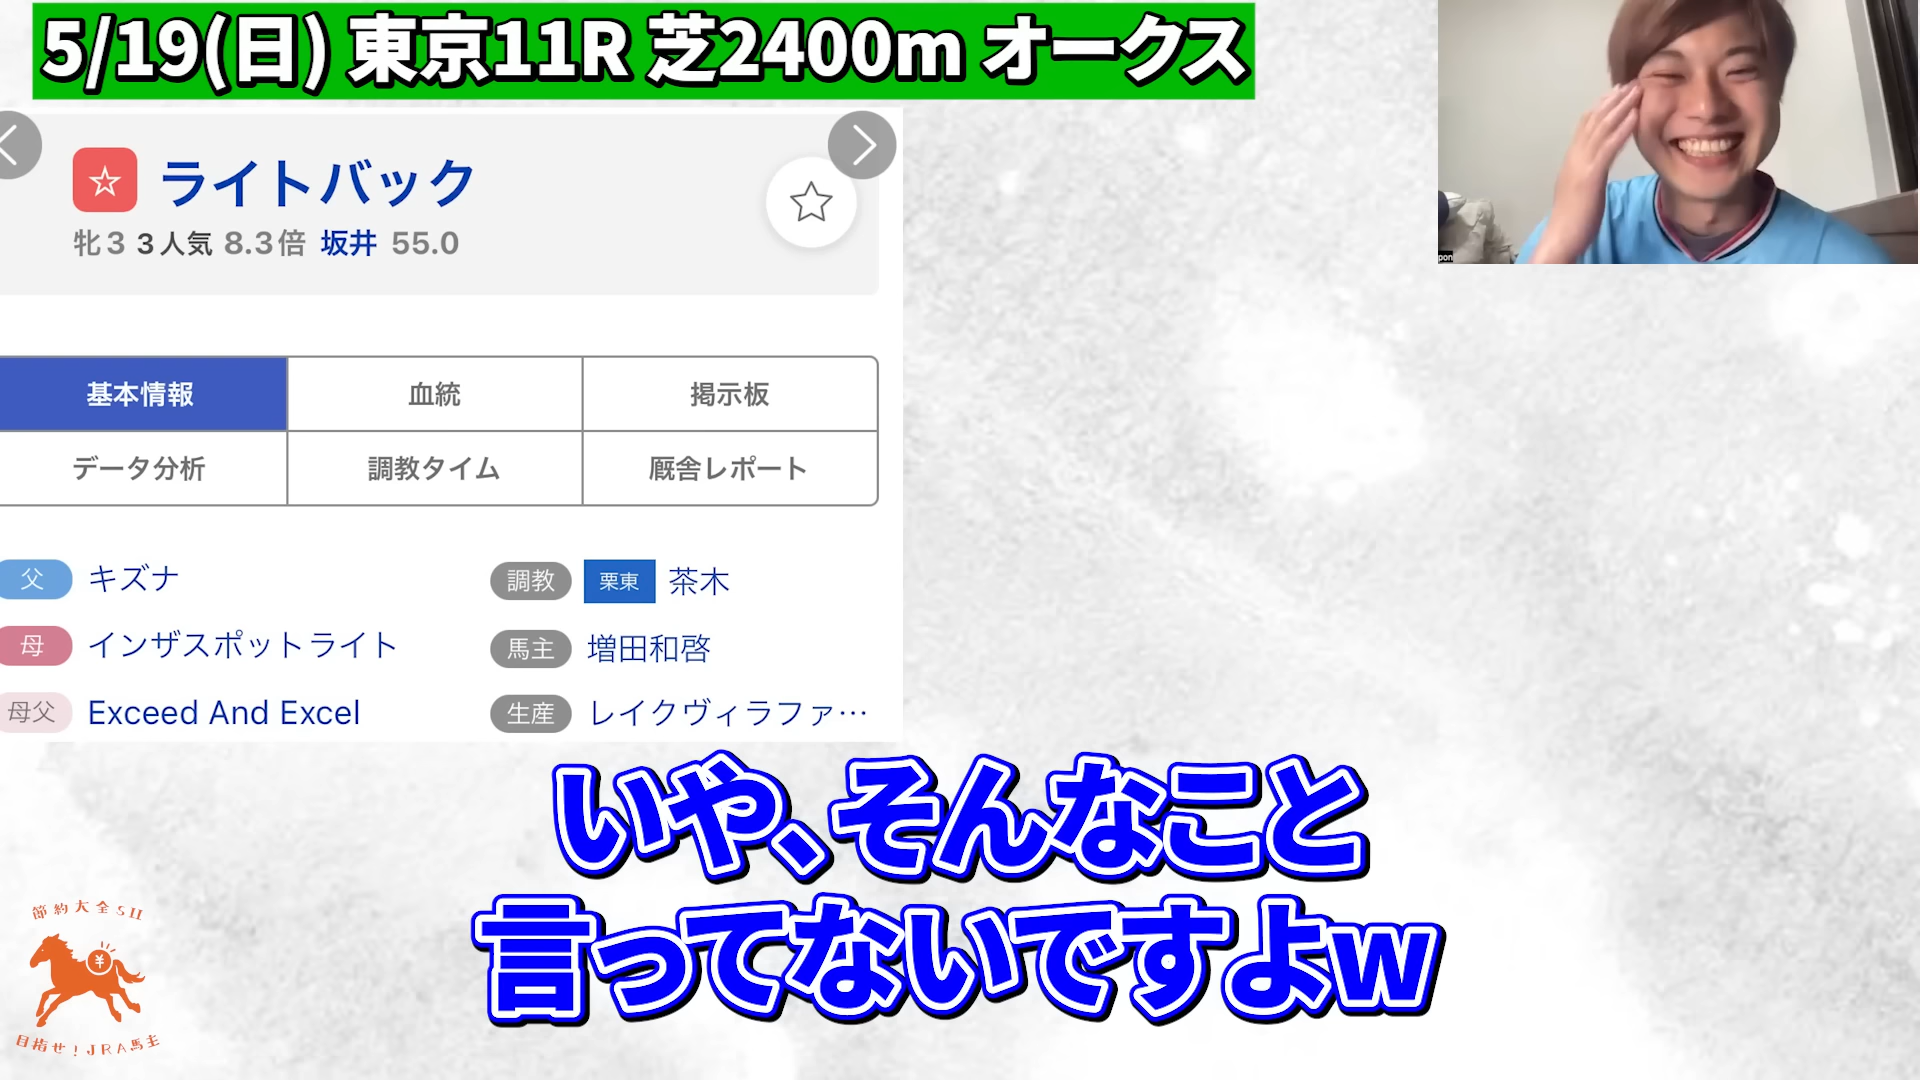 5/19(日) 東京11R 芝2400m オークス
ライトバック
牝3 3人気 8.3倍 坂井 55.0
基本情報 血統 掲示板
データ分析 調教タイム 厩舎レポート
父 キズナ 調教 栗東 茶木
母 インザスポットライト 馬主 増田和啓
母父 Exceed And Excel 生産 レイクヴィラファ…
pon
いや、そんなこと
言ってないですよw
節約大全SII
¥
目指せ!JRA馬主